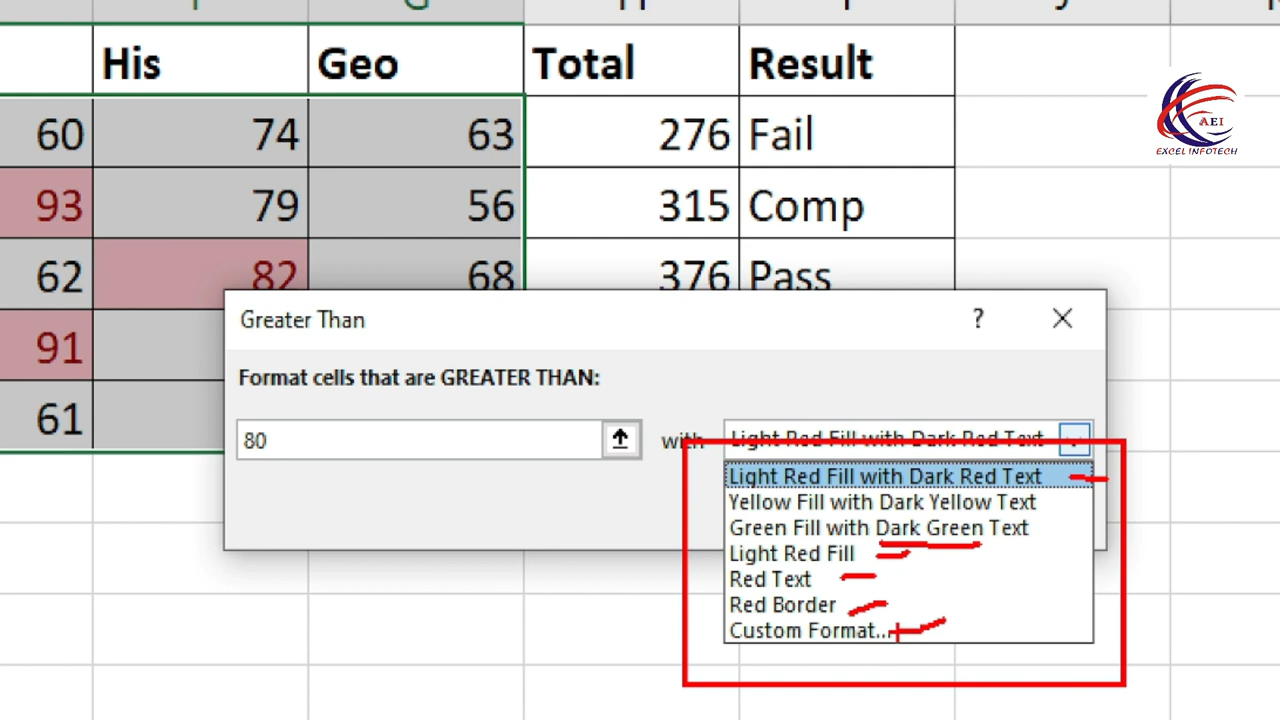 His Geo Total Result
60 74 63 276 Fail
93 79 56 315 Comp
62 82 68 376 Pass
91
61
AEI
EXCEL INFOTECH
Greater Than ?
Format cells that are GREATER THAN:
80 with Light Red Fill with Dark Red Text
Light Red Fill with Dark Red Text
Yellow Fill with Dark Yellow Text
Green Fill with Dark Green Text
Light Red Fill
Red Text
Red Border
Custom Format...